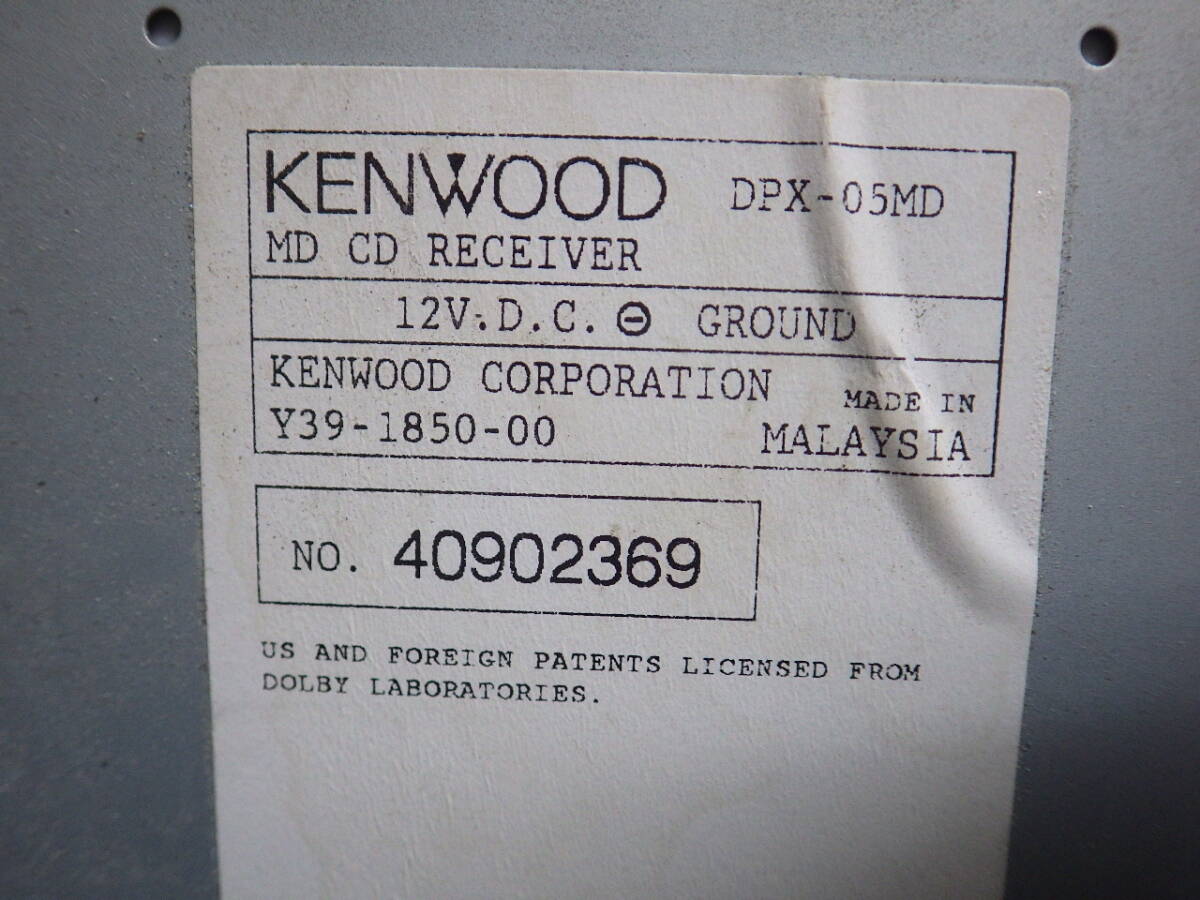 KENWOOD DPX-05MD
MD CD RECEIVER
12V.D.C. ⊖ GROUND
KENWOOD CORPORATION
MADE IN
Y39-1850-00 MALAYSIA
NO. 40902369
US AND FOREIGN PATENTS LICENSED FROM
DOLBY LABORATORIES.